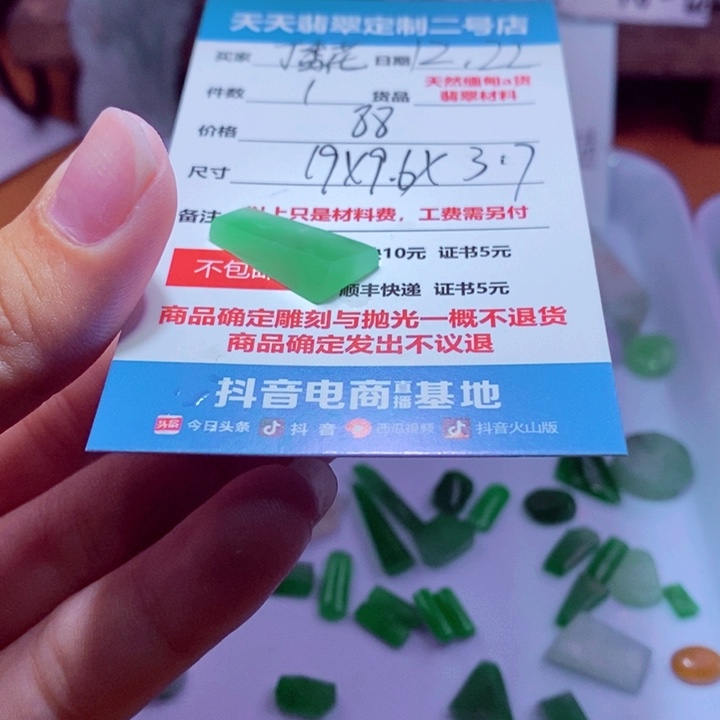 天天翡翠定制二号店
买家 花 日期 12.22
件数 1 货品 天然缅甸a货翡翠材料
价格 88
尺寸 19X9.6X3.7
备注 以上只是材料费，工费需另付
不包邮 10元 证书5元
顺丰快递 证书5元
商品确定雕刻与抛光一概不退货
商品确定发出不议退
抖音电商直播基地
头条 今日头条 抖音 西瓜视频 抖音火山版